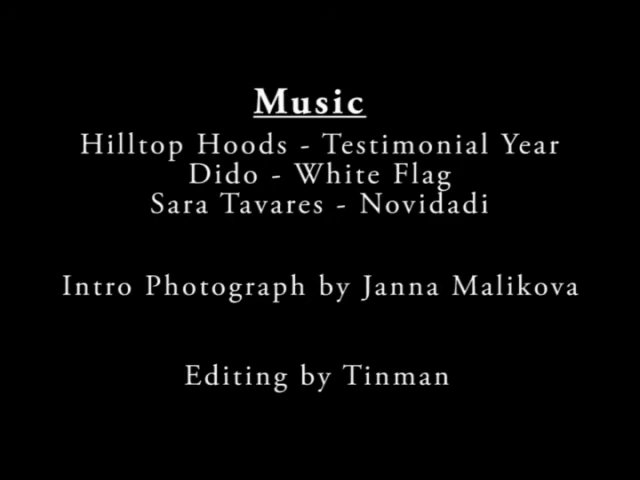 Music
Hilltop Hoods - Testimonial Year
Dido - White Flag
Sara Tavares - Novidadi
Intro Photograph by Janna Malikova
Editing by Tinman